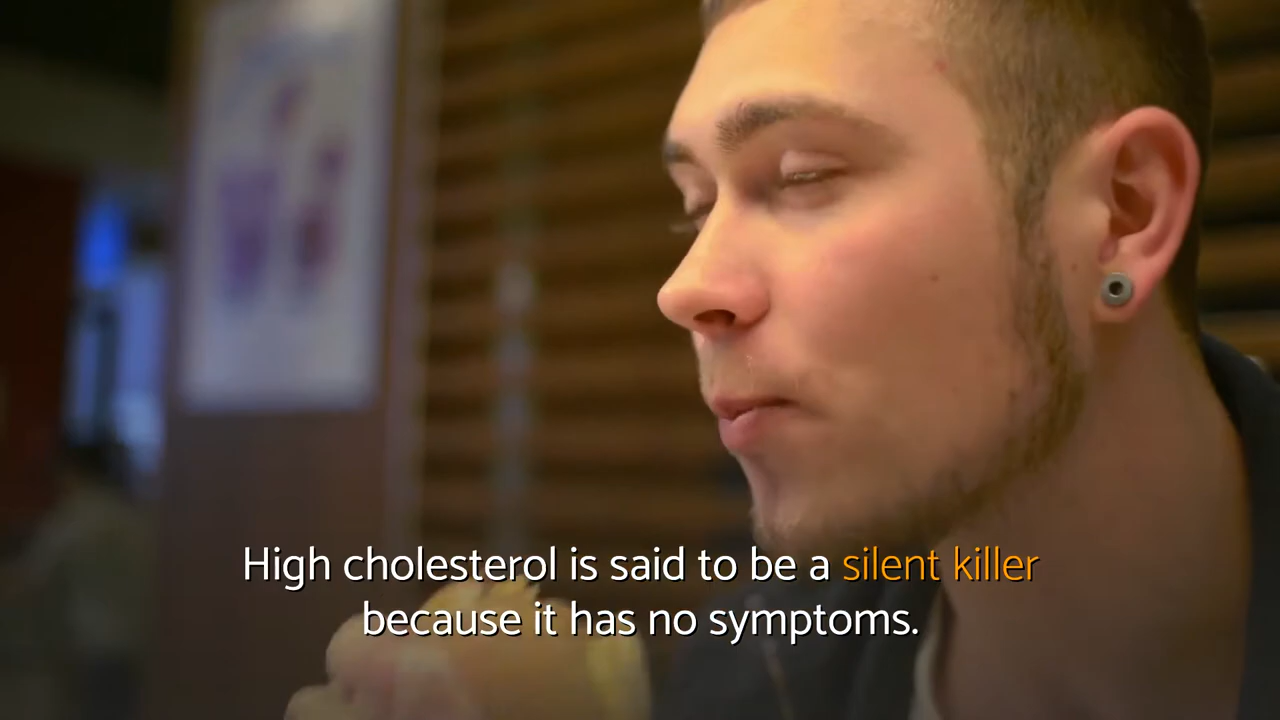 High cholesterol is said to be a silent killer
because it has no symptoms.